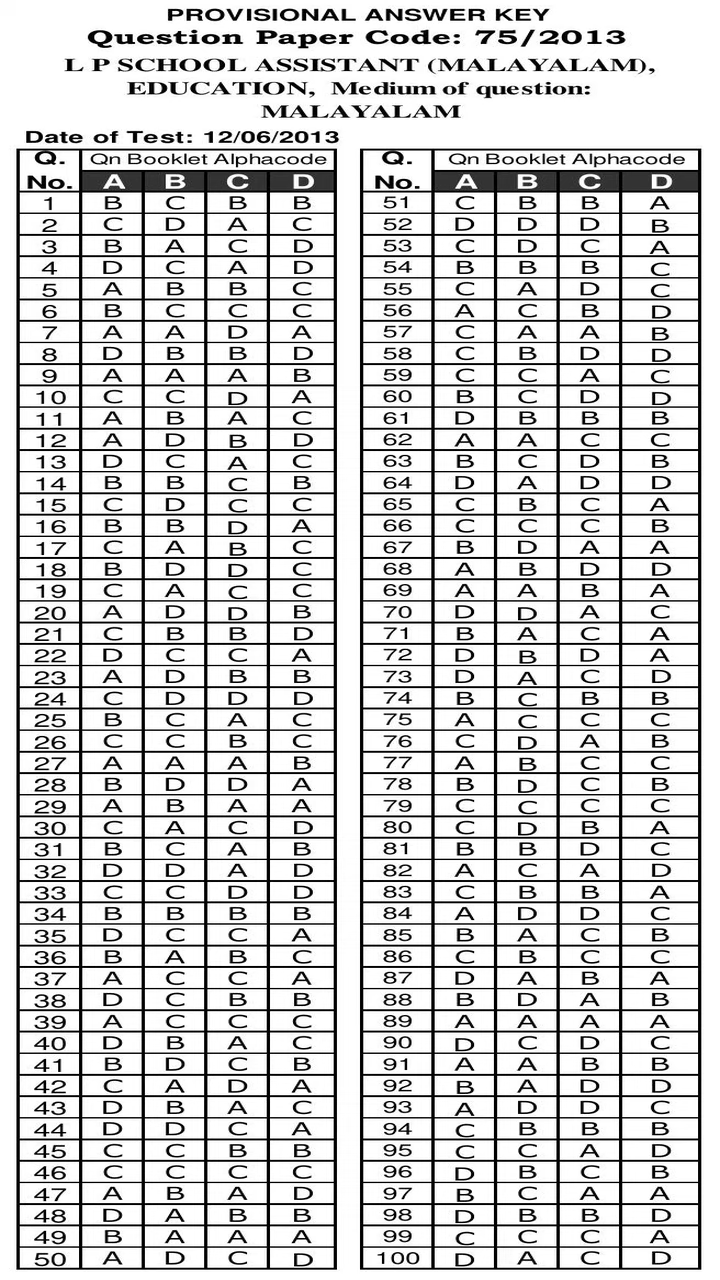 PROVISIONAL ANSWER KEY
Question Paper Code: 75/2013
L P SCHOOL ASSISTANT (MALAYALAM),
EDUCATION, Medium of question:
MALAYALAM
Date of Test: 12/06/2013
Q. Qn Booklet Alphacode Q. Qn Booklet Alphacode
No. A B C D No. A B C D
1 B C B B 51 C B B A
2 C D A C 52 D D D B
3 B A C D 53 C D C A
4 D C A D 54 B B B C
5 A B B C 55 C A D C
6 B C C C 56 A C B D
7 A A D A 57 C A A B
8 D B B D 58 C B D D
9 A A A B 59 C C A C
10 C C D A 60 B C D D
11 A B A C 61 D B B B
12 A D B D 62 A A C C
13 D C A C 63 B C D B
14 B B C B 64 D A D D
15 C D C C 65 C B C A
16 B B D A 66 C C C B
17 C A B C 67 B D A A
18 B D D C 68 A B D D
19 C A C C 69 A A B A
20 A D D B 70 D D A C
21 C B B D 71 B A C A
22 D C C A 72 D B D A
23 A D B B 73 D A C D
24 C D D D 74 B C B B
25 B C A C 75 A C C C
26 C C B C 76 C D A B
27 A A A B 77 A B C C
28 B D D A 78 B D C B
29 A B A A 79 C C C C
30 C A C D 80 C D B A
31 B C A B 81 B B D C
32 D D A D 82 A C A D
33 C C D D 83 C B B A
34 B B B B 84 A D D C
35 D C C A 85 B A C B
36 B A B C 86 C B C C
37 A C C A 87 D A B A
38 D C B B 88 B D A B
39 A C C C 89 A A A A
40 D B A C 90 D C D C
41 B D C B 91 A A B B
42 C A D A 92 B A D D
43 D B A C 93 A D D C
44 D D C A 94 C B B B
45 C C B B 95 C C A D
46 C C C C 96 D B C B
47 A B A D 97 B C A A
48 D A B B 98 D B B D
49 B A A A 99 C C C A
50 A D C D 100 D A C D